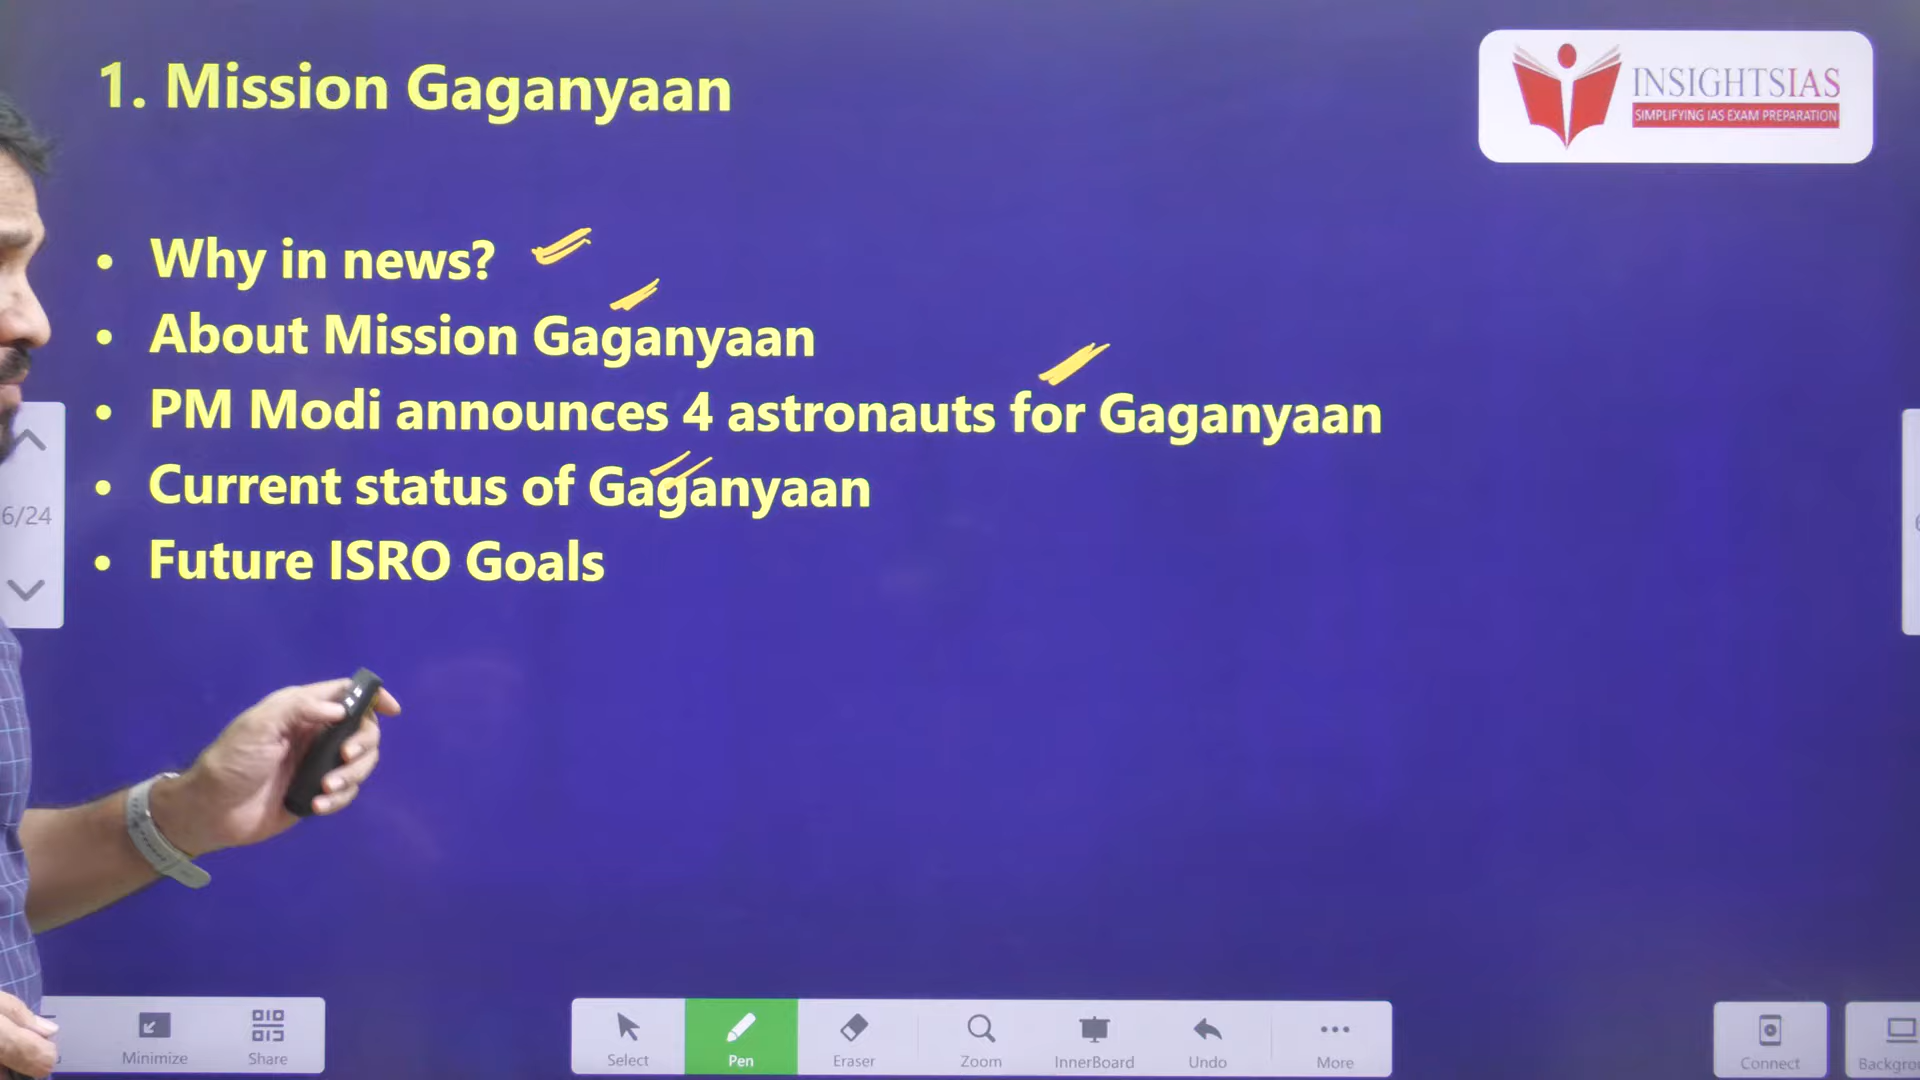 1. Mission Gaganyaan
INSIGHTSIAS
SIMPLIFYING IAS EXAM PREPARATION
• Why in news?
• About Mission Gaganyaan
• PM Modi announces 4 astronauts for Gaganyaan
• Current status of Gaganyaan
• Future ISRO Goals
6/24
Minimize
Share
Select
Pen
Eraser
Zoom
InnerBoard
Undo
More
Connect